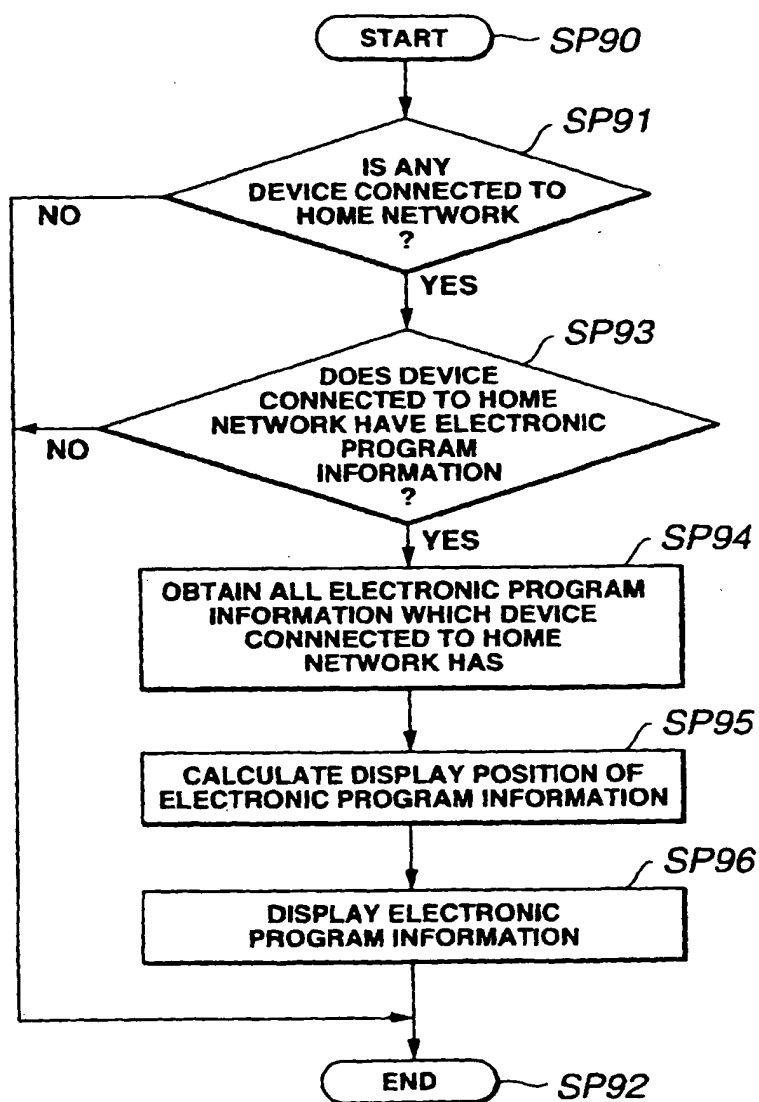 START
SP90
SP91
IS ANY
DEVICE CONNECTED TO
HOME NETWORK
?
NO
YES
SP93
DOES DEVICE
CONNECTED TO HOME
NETWORK HAVE ELECTRONIC
PROGRAM
INFORMATION
?
NO
YES
SP94
OBTAIN ALL ELECTRONIC PROGRAM
INFORMATION WHICH DEVICE
CONNNECTED TO HOME
NETWORK HAS
SP95
CALCULATE DISPLAY POSITION OF
ELECTRONIC PROGRAM INFORMATION
SP96
DISPLAY ELECTRONIC
PROGRAM INFORMATION
END
SP92